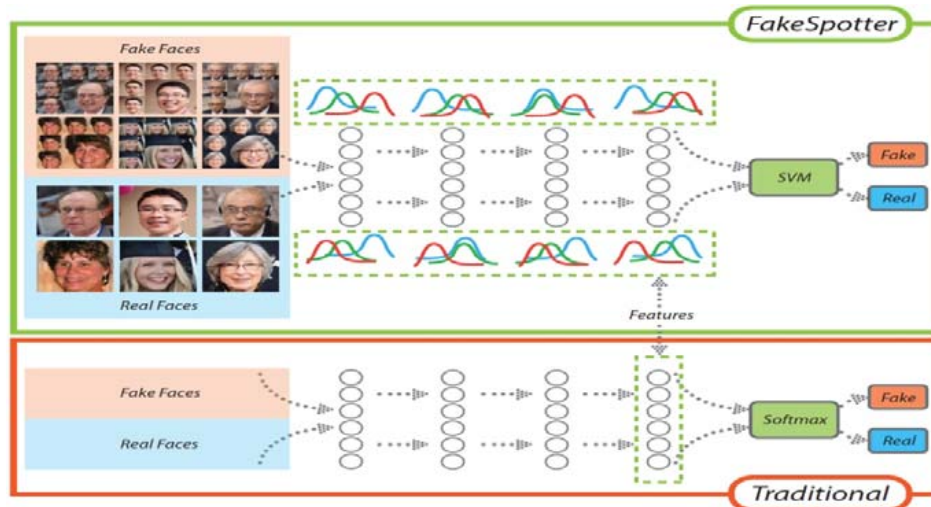 FakeSpotter
Fake Faces
Real Faces
SVM
Fake
Real
Features
Fake Faces
Real Faces
Softmax
Fake
Real
Traditional